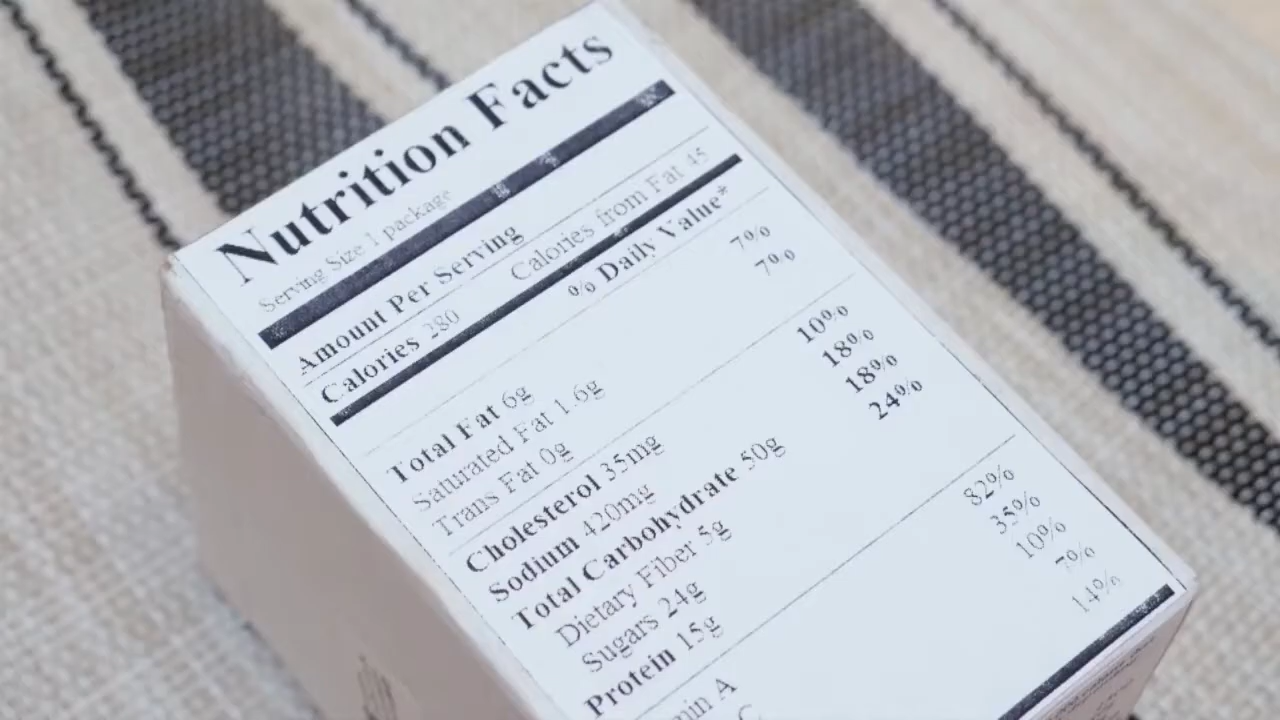 Nutrition Facts
Serving Size 1 package
Amount Per Serving
Calories 280 Calories from Fat 45
% Daily Value*
Total Fat 6g 7%
Saturated Fat 1.6g 7%
Trans Fat 0g
Cholesterol 35mg 10%
Sodium 420mg 18%
Total Carbohydrate 50g 18%
Dietary Fiber 5g 24%
Sugars 24g
Protein 15g
min A 82%
C 35%
10%
7%
14%